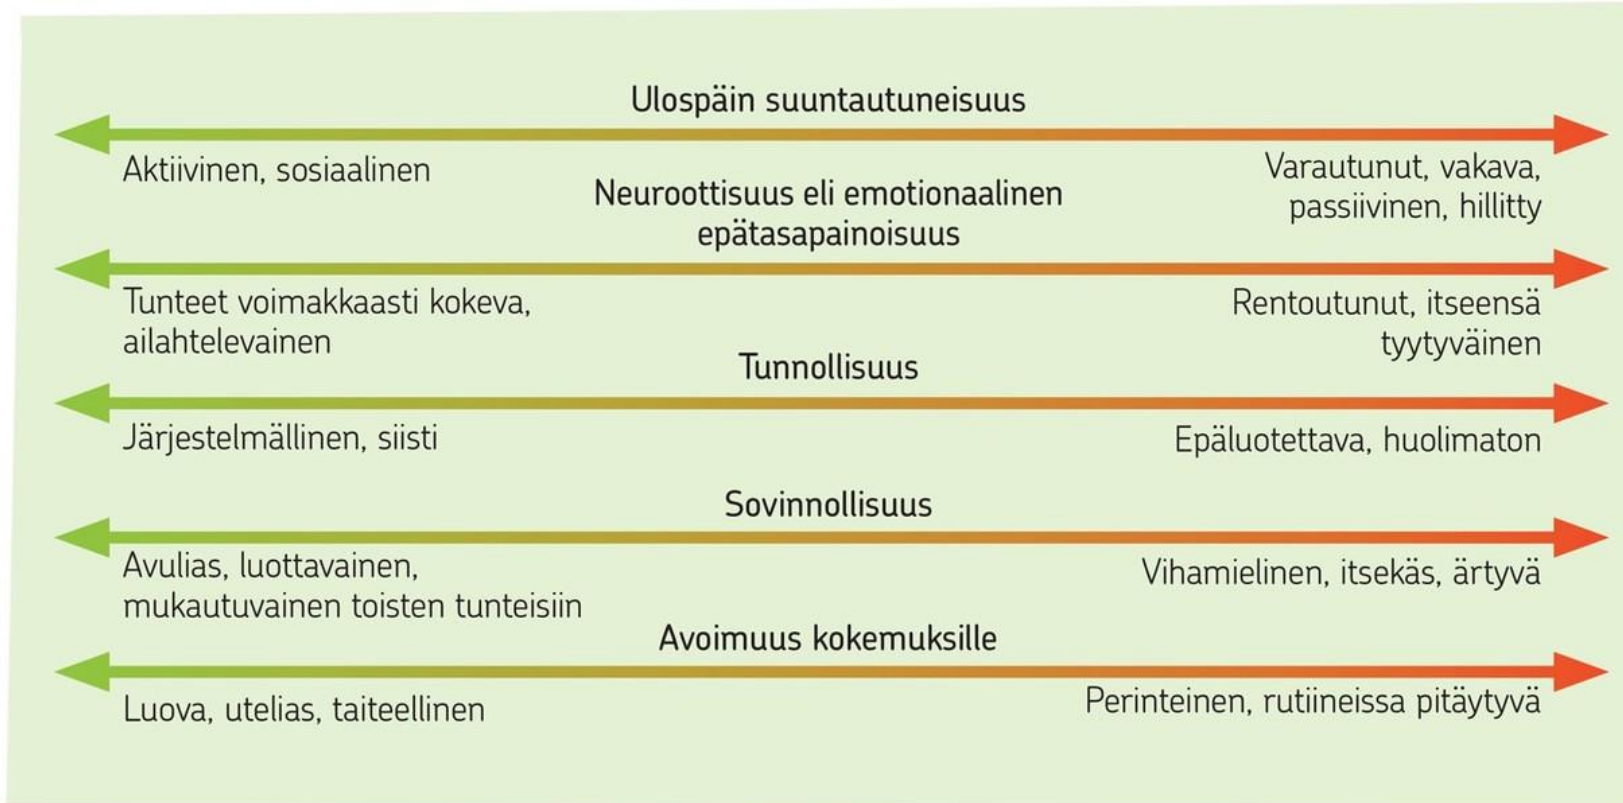 Ulospäin suuntautuneisuus
Aktiivinen, sosiaalinen
Varautunut, vakava,
passiivinen, hillitty
Neuroottisuus eli emotionaalinen
epätasapainoisuus
Tunteet voimakkaasti kokeva,
ailahtelevainen
Rentoutunut, itseensä
tyytyväinen
Tunnollisuus
Järjestelmällinen, siisti
Epäluotettava, huolimaton
Sovinnollisuus
Avulias, luottavainen,
mukautuvainen toisten tunteisiin
Vihamielinen, itsekäs, ärtyvä
Avoimuus kokemuksille
Luova, utelias, taiteellinen
Perinteinen, rutiineissa pitäytyvä